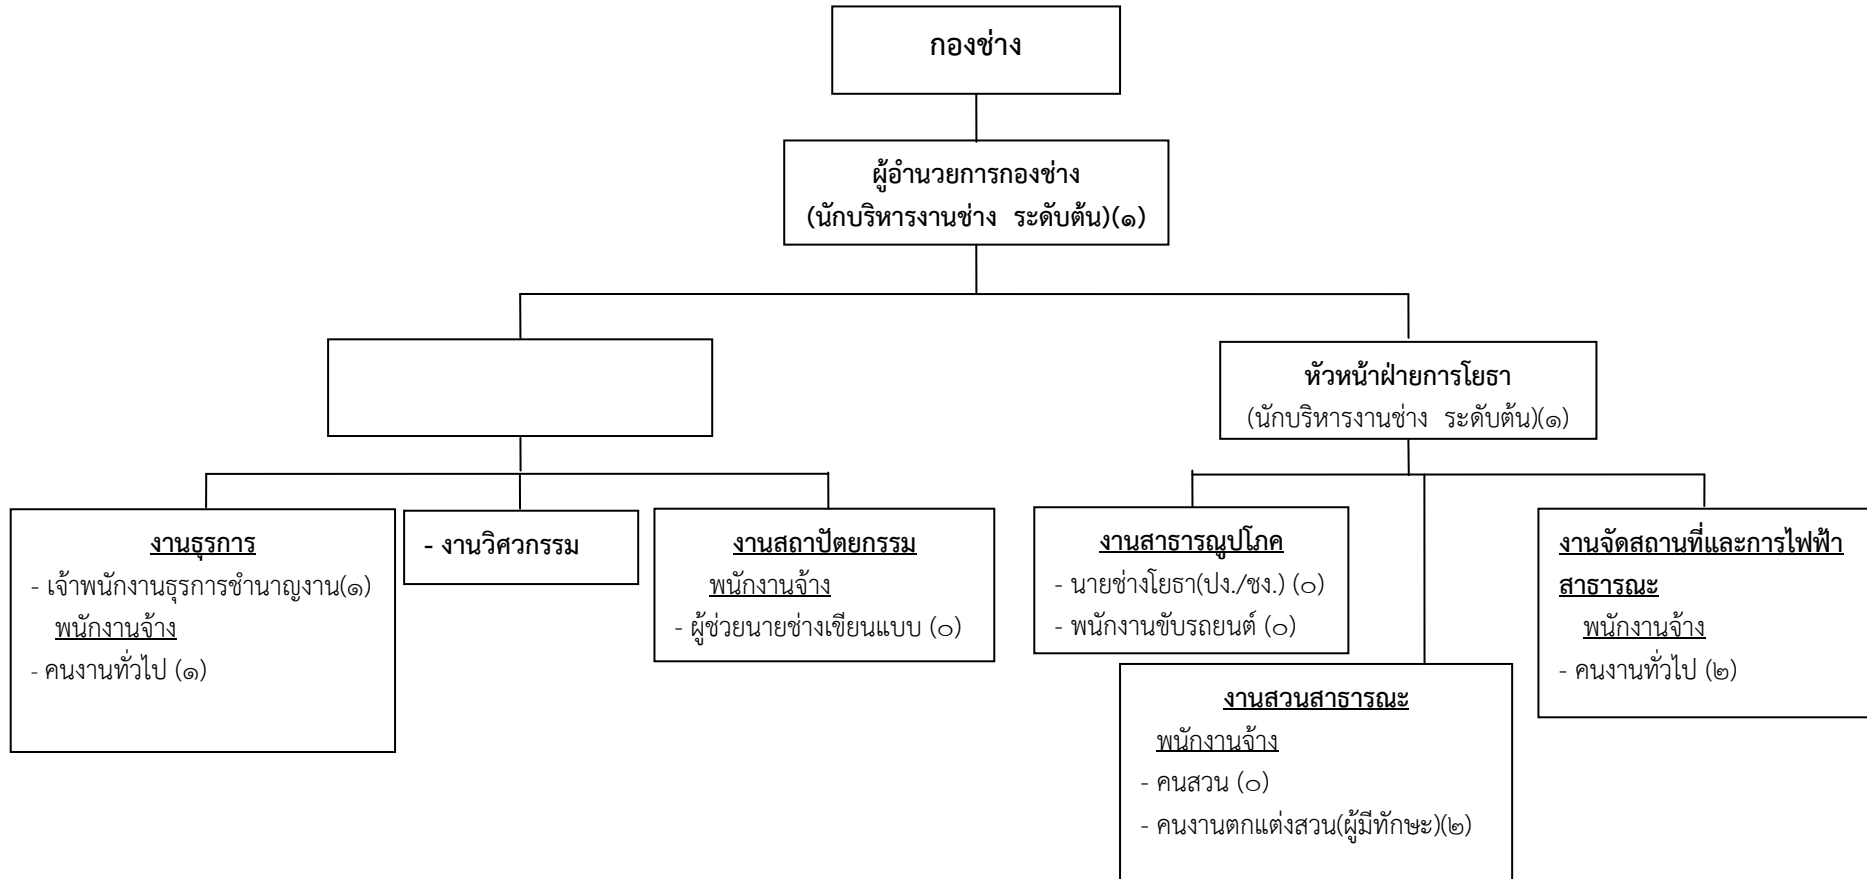 กองช่าง
ผู้อำนวยการกองช่าง
(นักบริหารงานช่าง ระดับต้น)(๑)
หัวหน้าฝ่ายการโยธา
(นักบริหารงานช่าง ระดับต้น)(๑)
งานธุรการ
- เจ้าพนักงานธุรการชำนาญงาน(๑)
พนักงานจ้าง
- คนงานทั่วไป (๑)
- งานวิศวกรรม
งานสถาปัตยกรรม
พนักงานจ้าง
- ผู้ช่วยนายช่างเขียนแบบ (๐)
งานสาธารณูปโภค
- นายช่างโยธา(ปง./ชง.) (๐)
- พนักงานขับรถยนต์ (๐)
งานสวนสาธารณะ
พนักงานจ้าง
- คนสวน (๐)
- คนงานตกแต่งสวน(ผู้มีทักษะ)(๒)
งานจัดสถานที่และการไฟฟ้า
สาธารณะ
พนักงานจ้าง
- คนงานทั่วไป (๒)